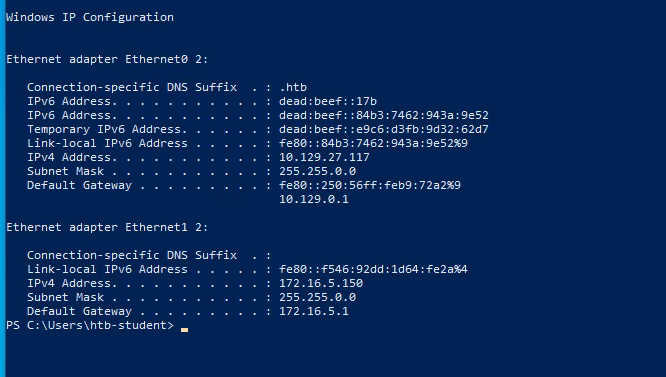 Windows IP Configuration
Ethernet adapter Ethernet0 2:
Connection-specific DNS Suffix  . : .htb
IPv6 Address. . . . . . . . . . . : dead:beef::17b
IPv6 Address. . . . . . . . . . . : dead:beef::84b3:7462:943a:9e52
Temporary IPv6 Address. . . . . . : dead:beef::e9c6:d3fb:9d32:62d7
Link-local IPv6 Address . . . . . : fe80::84b3:7462:943a:9e52%9
IPv4 Address. . . . . . . . . . . : 10.129.27.117
Subnet Mask . . . . . . . . . . . : 255.255.0.0
Default Gateway . . . . . . . . . : fe80::250:56ff:feb9:72a2%9
10.129.0.1
Ethernet adapter Ethernet1 2:
Connection-specific DNS Suffix  . :
Link-local IPv6 Address . . . . . : fe80::f546:92dd:1d64:fe2a%4
IPv4 Address. . . . . . . . . . . : 172.16.5.150
Subnet Mask . . . . . . . . . . . : 255.255.0.0
Default Gateway . . . . . . . . . : 172.16.5.1
PS C:\Users\htb-student>